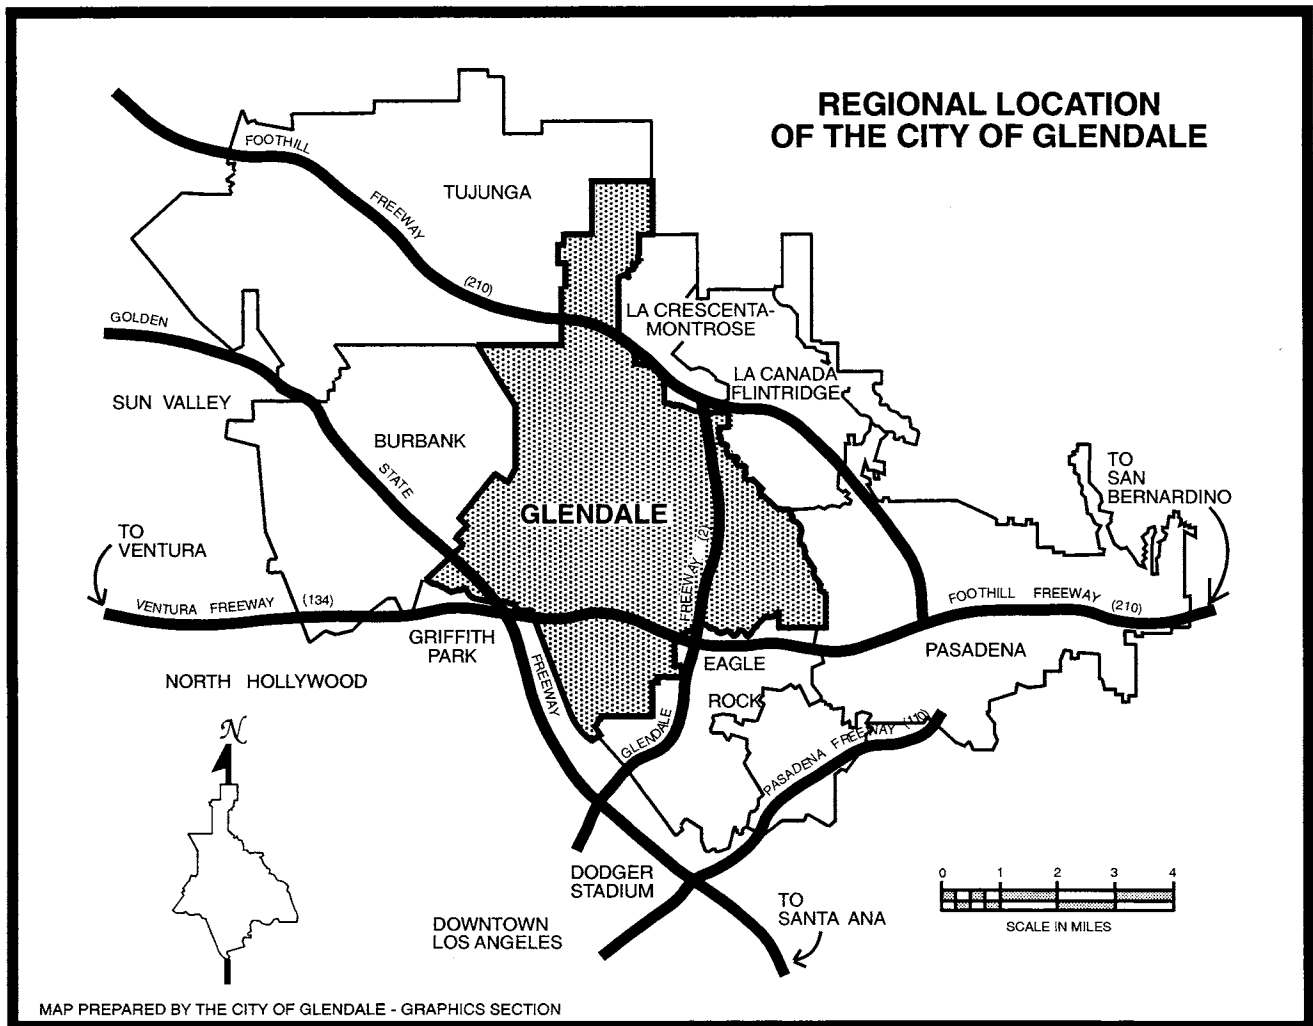 REGIONAL LOCATION
OF THE CITY OF GLENDALE
FOOTHILL
FREEWAY
(210)
TUJUNGA
LA CRESCENTA-
MONTROSE
GOLDEN
LA CANADA
FLINTRIDGE
SUN VALLEY
BURBANK
STATE
GLENDALE
FREEWAY (2)
TO
SAN
BERNARDINO
TO
VENTURA
VENTURA FREEWAY (134)
FOOTHILL FREEWAY (210)
GRIFFITH
PARK
EAGLE
ROCK
PASADENA
NORTH HOLLYWOOD
FREEWAY
GLENDALE
PASADENA FREEWAY (110)
N
DODGER
STADIUM
DOWNTOWN
LOS ANGELES
TO
SANTA ANA
0 1 2 3 4
SCALE IN MILES
MAP PREPARED BY THE CITY OF GLENDALE - GRAPHICS SECTION